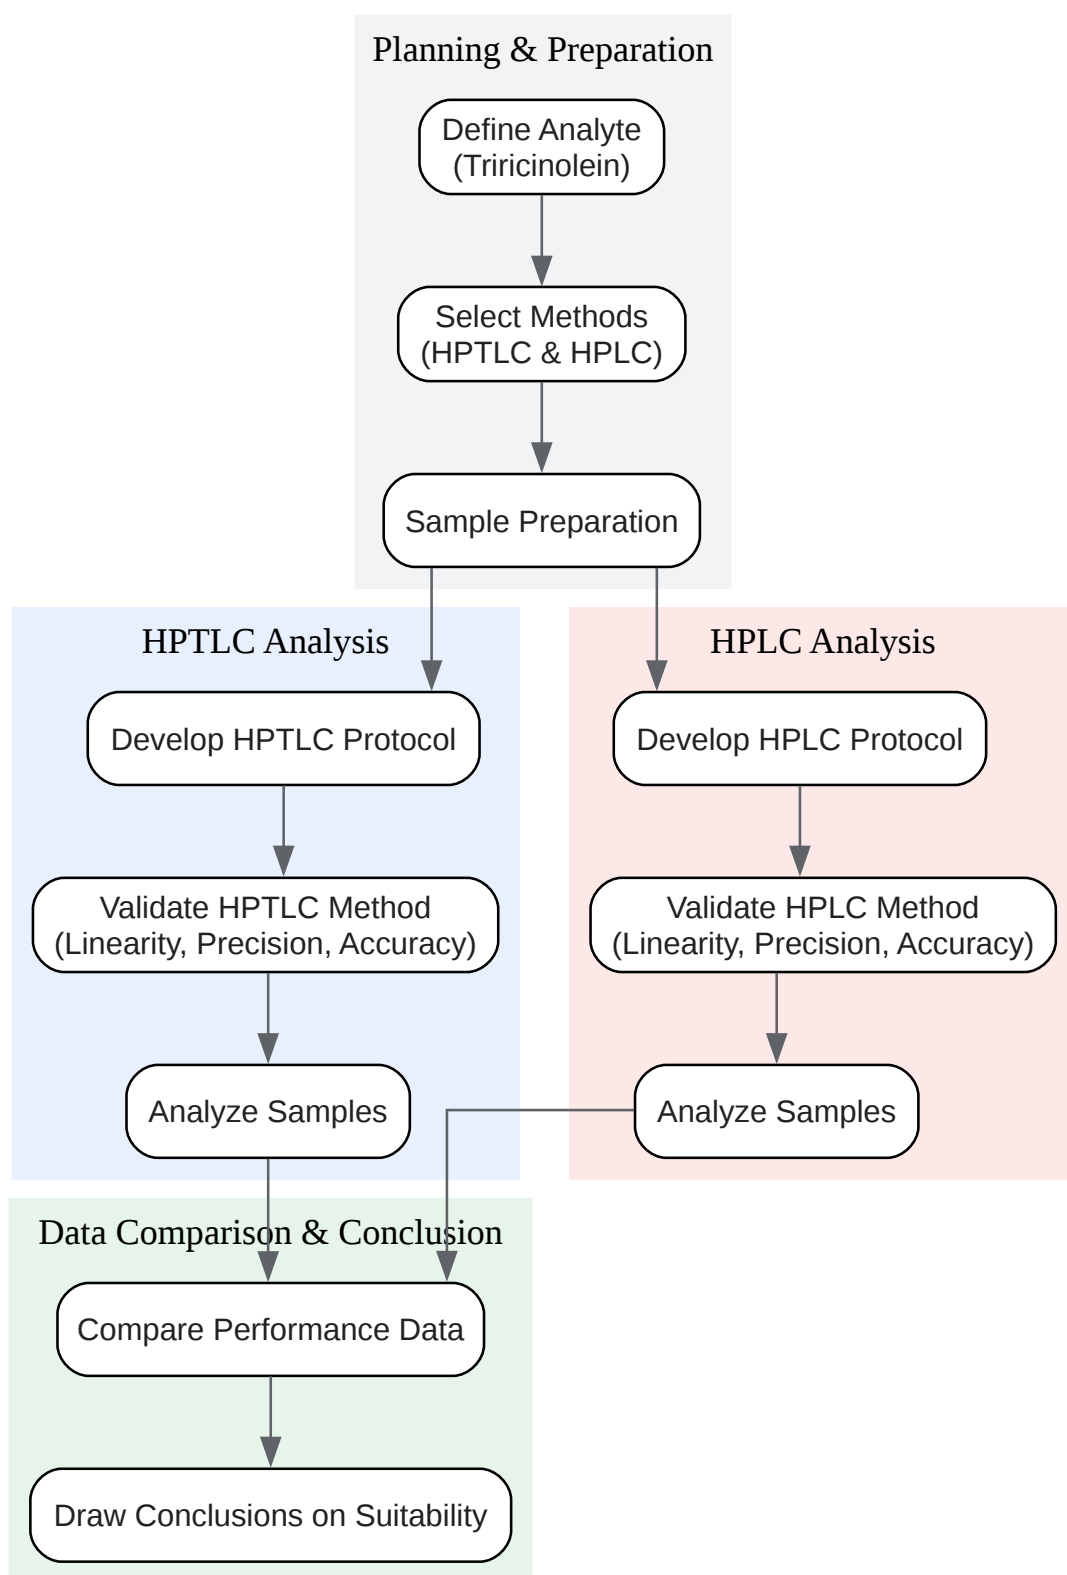 Planning & Preparation
Define Analyte
(Triricinolein)
Select Methods
(HPTLC & HPLC)
Sample Preparation
HPTLC Analysis
Develop HPTLC Protocol
Validate HPTLC Method
(Linearity, Precision, Accuracy)
Analyze Samples
HPLC Analysis
Develop HPLC Protocol
Validate HPLC Method
(Linearity, Precision, Accuracy)
Analyze Samples
Data Comparison & Conclusion
Compare Performance Data
Draw Conclusions on Suitability